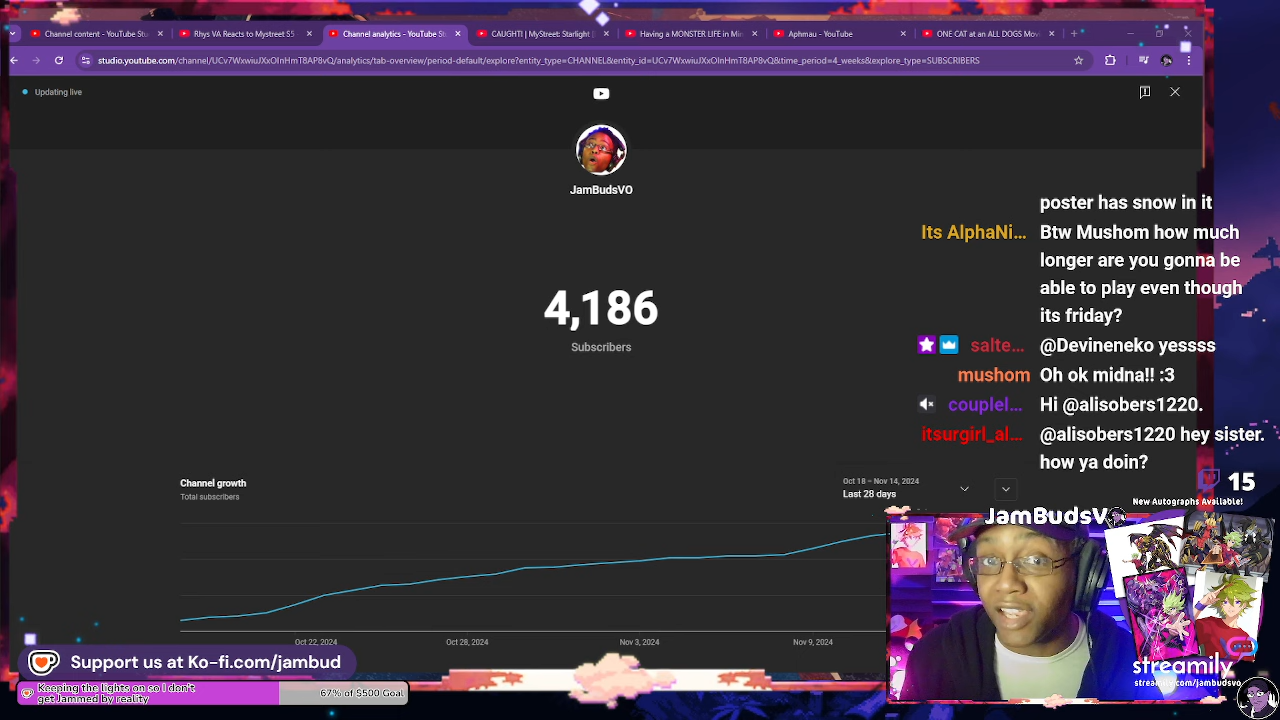 Channel content - YouTube Stu
Rhys VA Reacts to Mystreet S5
Channel analytics - YouTube St
CAUGHT! | MyStreet: Starlight [
Having a MONSTER LIFE in Min
Aphmau - YouTube
ONE CAT at an ALL DOGS Mov
studio.youtube.com/channel/UCv7WxwiuJXxOInHmT8AP8vQ/analytics/tab-overview/period-default/explore?entity_type=CHANNEL&entity_id=UCv7WxwiuJXxOInHmT8AP8vQ&time_period=4_weeks&explore_type=SUBSCRIBERS
Updating live
JamBudsVO
4,186
Subscribers
poster has snow in it
Its AlphaNi… Btw Mushom how much
longer are you gonna be
able to play even though
its friday?
salte… @Devineneko yessss
mushom Oh ok midna!! :3
couplel… Hi @alisobers1220.
itsurgirl_al… @alisobers1220 hey sister.
how ya doin?
Channel growth
Total subscribers
Oct 18 – Nov 14, 2024
Last 28 days
15
New Autographs Available!
JamBudsVO
Oct 22, 2024
Oct 28, 2024
Nov 3, 2024
Nov 9, 2024
Support us at Ko-fi.com/jambud
Keeping the lights on so I don't
get Jammed by reality
67% of $500 Goal
streamily
streamily.com/jambudsvo